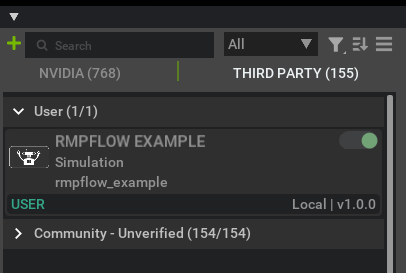 Search
All
NVIDIA (768)
THIRD PARTY (155)
User (1/1)
RMPFLOW EXAMPLE
Simulation
rmpflow_example
USER
Local | v1.0.0
Community - Unverified (154/154)